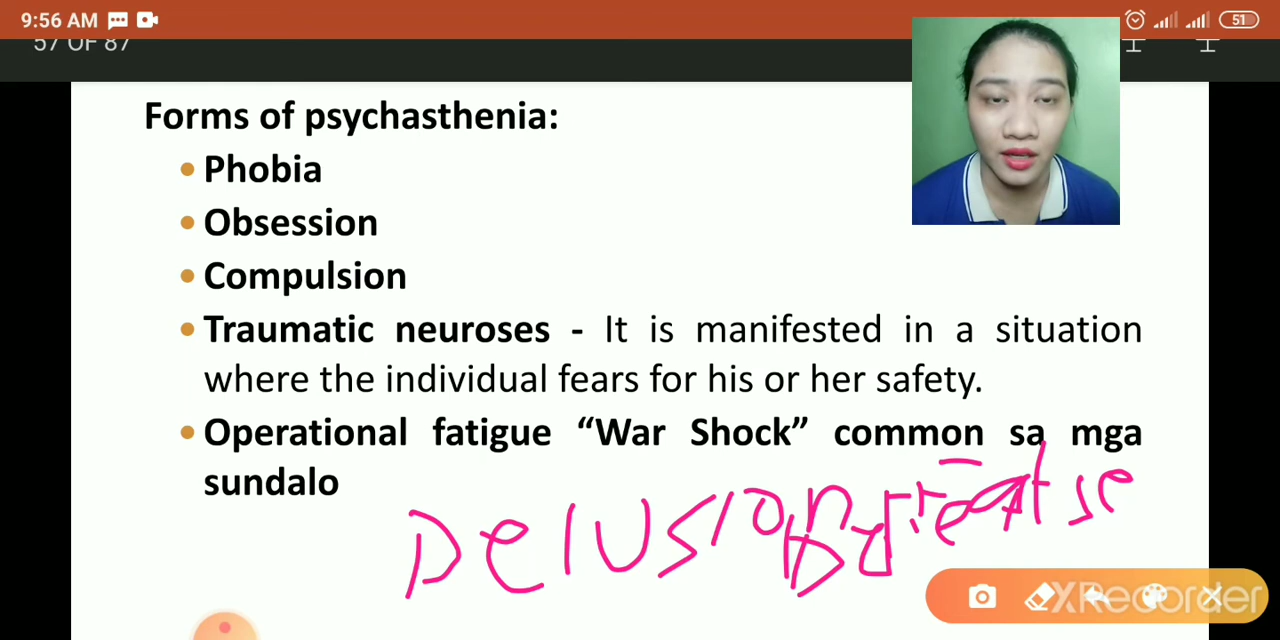 9:56 AM
51
57 OF 87
Forms of psychasthenia:
Phobia
Obsession
Compulsion
Traumatic neuroses - It is manifested in a situation
where the individual fears for his or her safety.
Operational fatigue “War Shock” common sa mga
sundalo
Delusion
XRecorder